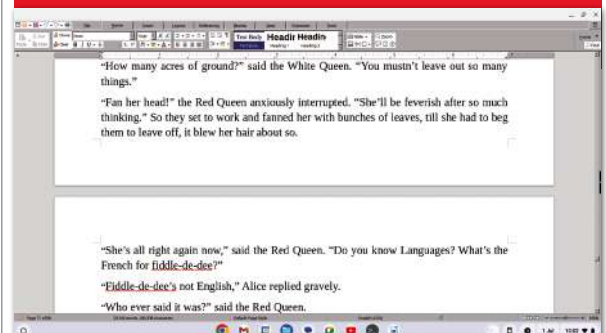 Text Body Heading Heading
“How many acres of ground?” said the White Queen. “You mustn’t leave out so many
things.”
“Fan her head!” the Red Queen anxiously interrupted. “She’ll be feverish after so much
thinking.” So they set to work and fanned her with bunches of leaves, till she had to beg
them to leave off, it blew her hair about so.
“She’s all right again now,” said the Red Queen. “Do you know Languages? What’s the
French for fiddle-de-dee?”
“Fiddle-de-dee’s not English,” Alice replied gravely.
“Who ever said it was?” said the Red Queen.